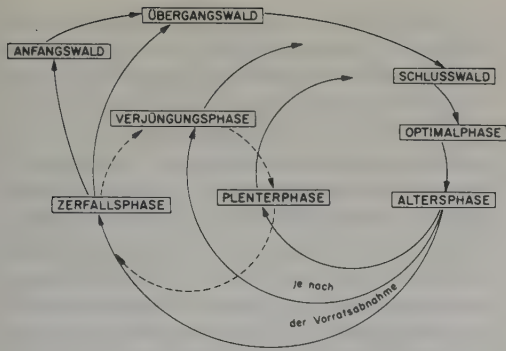 ÜBERGANGSWALD
ANFANGSWALD
SCHLUSSWALD
VERJÜNGUNGSPHASE
OPTIMALPHASE
PLENTERPHASE
ALTERSPHASE
ZERFALLSPHASE
je nach
der Vorratsabnahme